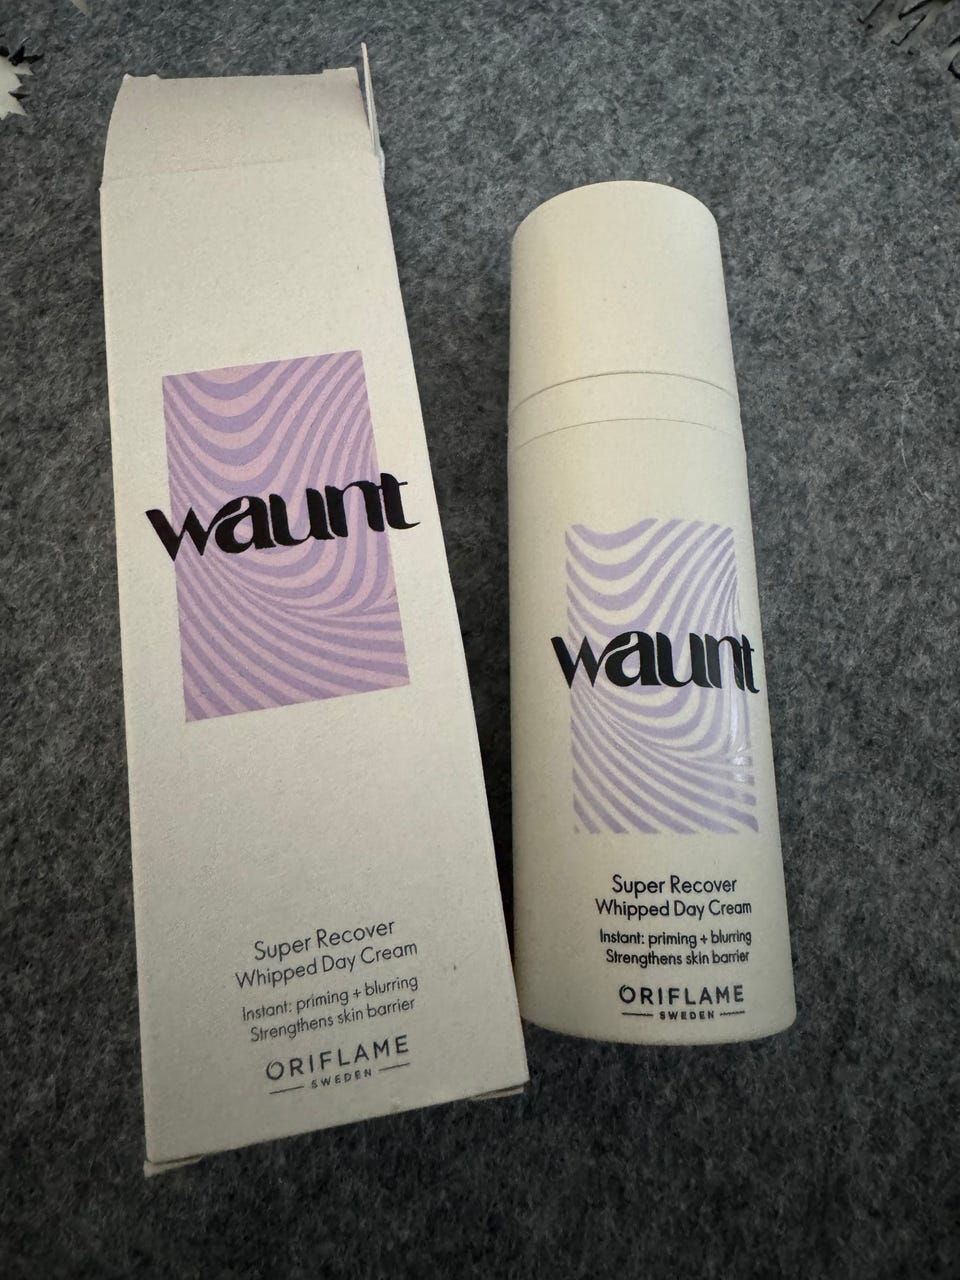 waunt
Super Recover
Whipped Day Cream
Instant: priming + blurring
Strengthens skin barrier
ORIFLAME
SWEDEN
waunt
Super Recover
Whipped Day Cream
Instant: priming + blurring
Strengthens skin barrier
ORIFLAME
SWEDEN